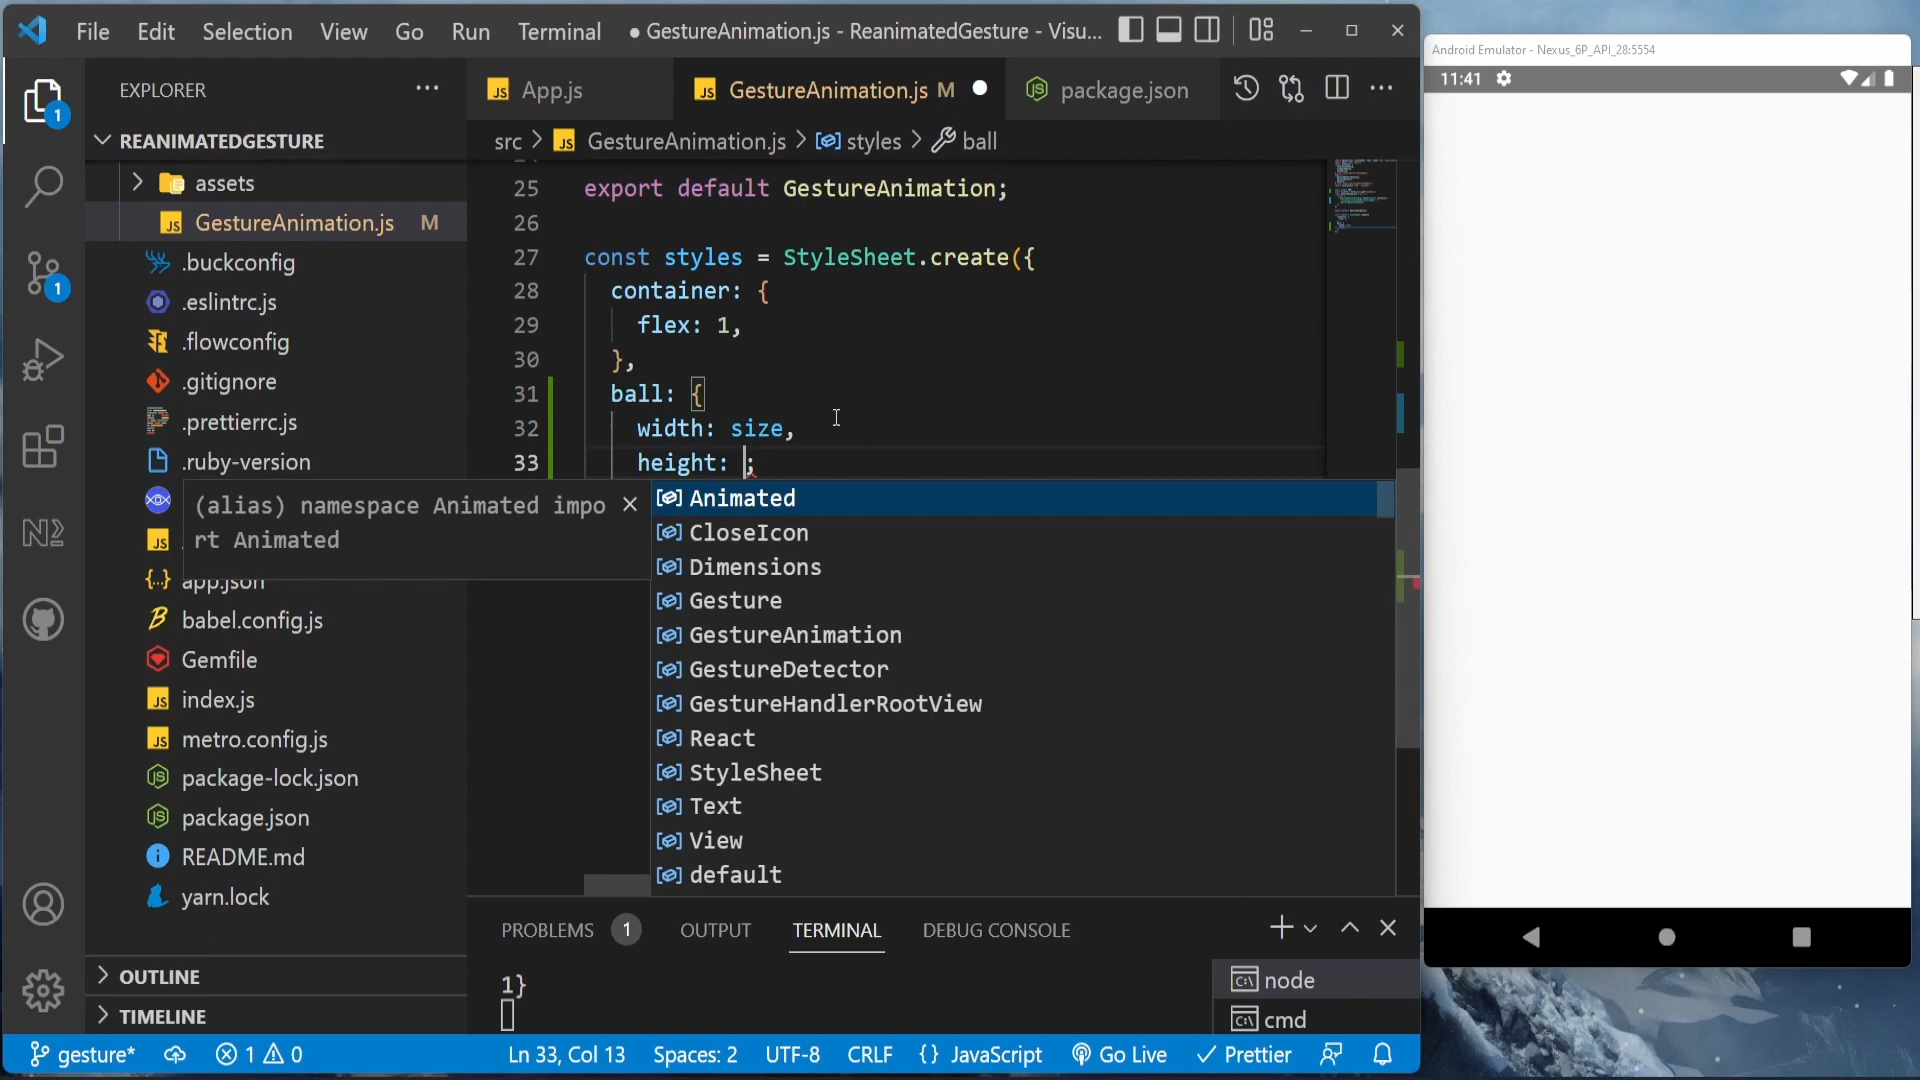 File Edit Selection View Go Run Terminal ● GestureAnimation.js - ReanimatedGesture - Visu...
Android Emulator - Nexus_6P_API_28:5554
11:41
EXPLORER
REANIMATEDGESTURE
assets
GestureAnimation.js M
.buckconfig
.eslintrc.js
.flowconfig
.gitignore
.prettierrc.js
.ruby-version
app.json
babel.config.js
Gemfile
index.js
metro.config.js
package-lock.json
package.json
README.md
yarn.lock
OUTLINE
TIMELINE
App.js
GestureAnimation.js M
package.json
src > GestureAnimation.js > styles > ball
25 export default GestureAnimation;
26
27 const styles = StyleSheet.create({
28 container: {
29 flex: 1,
30 },
31 ball: {
32 width: size,
33 height: ;
(alias) namespace Animated impo
rt Animated
Animated
CloseIcon
Dimensions
Gesture
GestureAnimation
GestureDetector
GestureHandlerRootView
React
StyleSheet
Text
View
default
PROBLEMS 1 OUTPUT TERMINAL DEBUG CONSOLE
1}
node
cmd
gesture* 1 0 Ln 33, Col 13 Spaces: 2 UTF-8 CRLF {} JavaScript Go Live Prettier